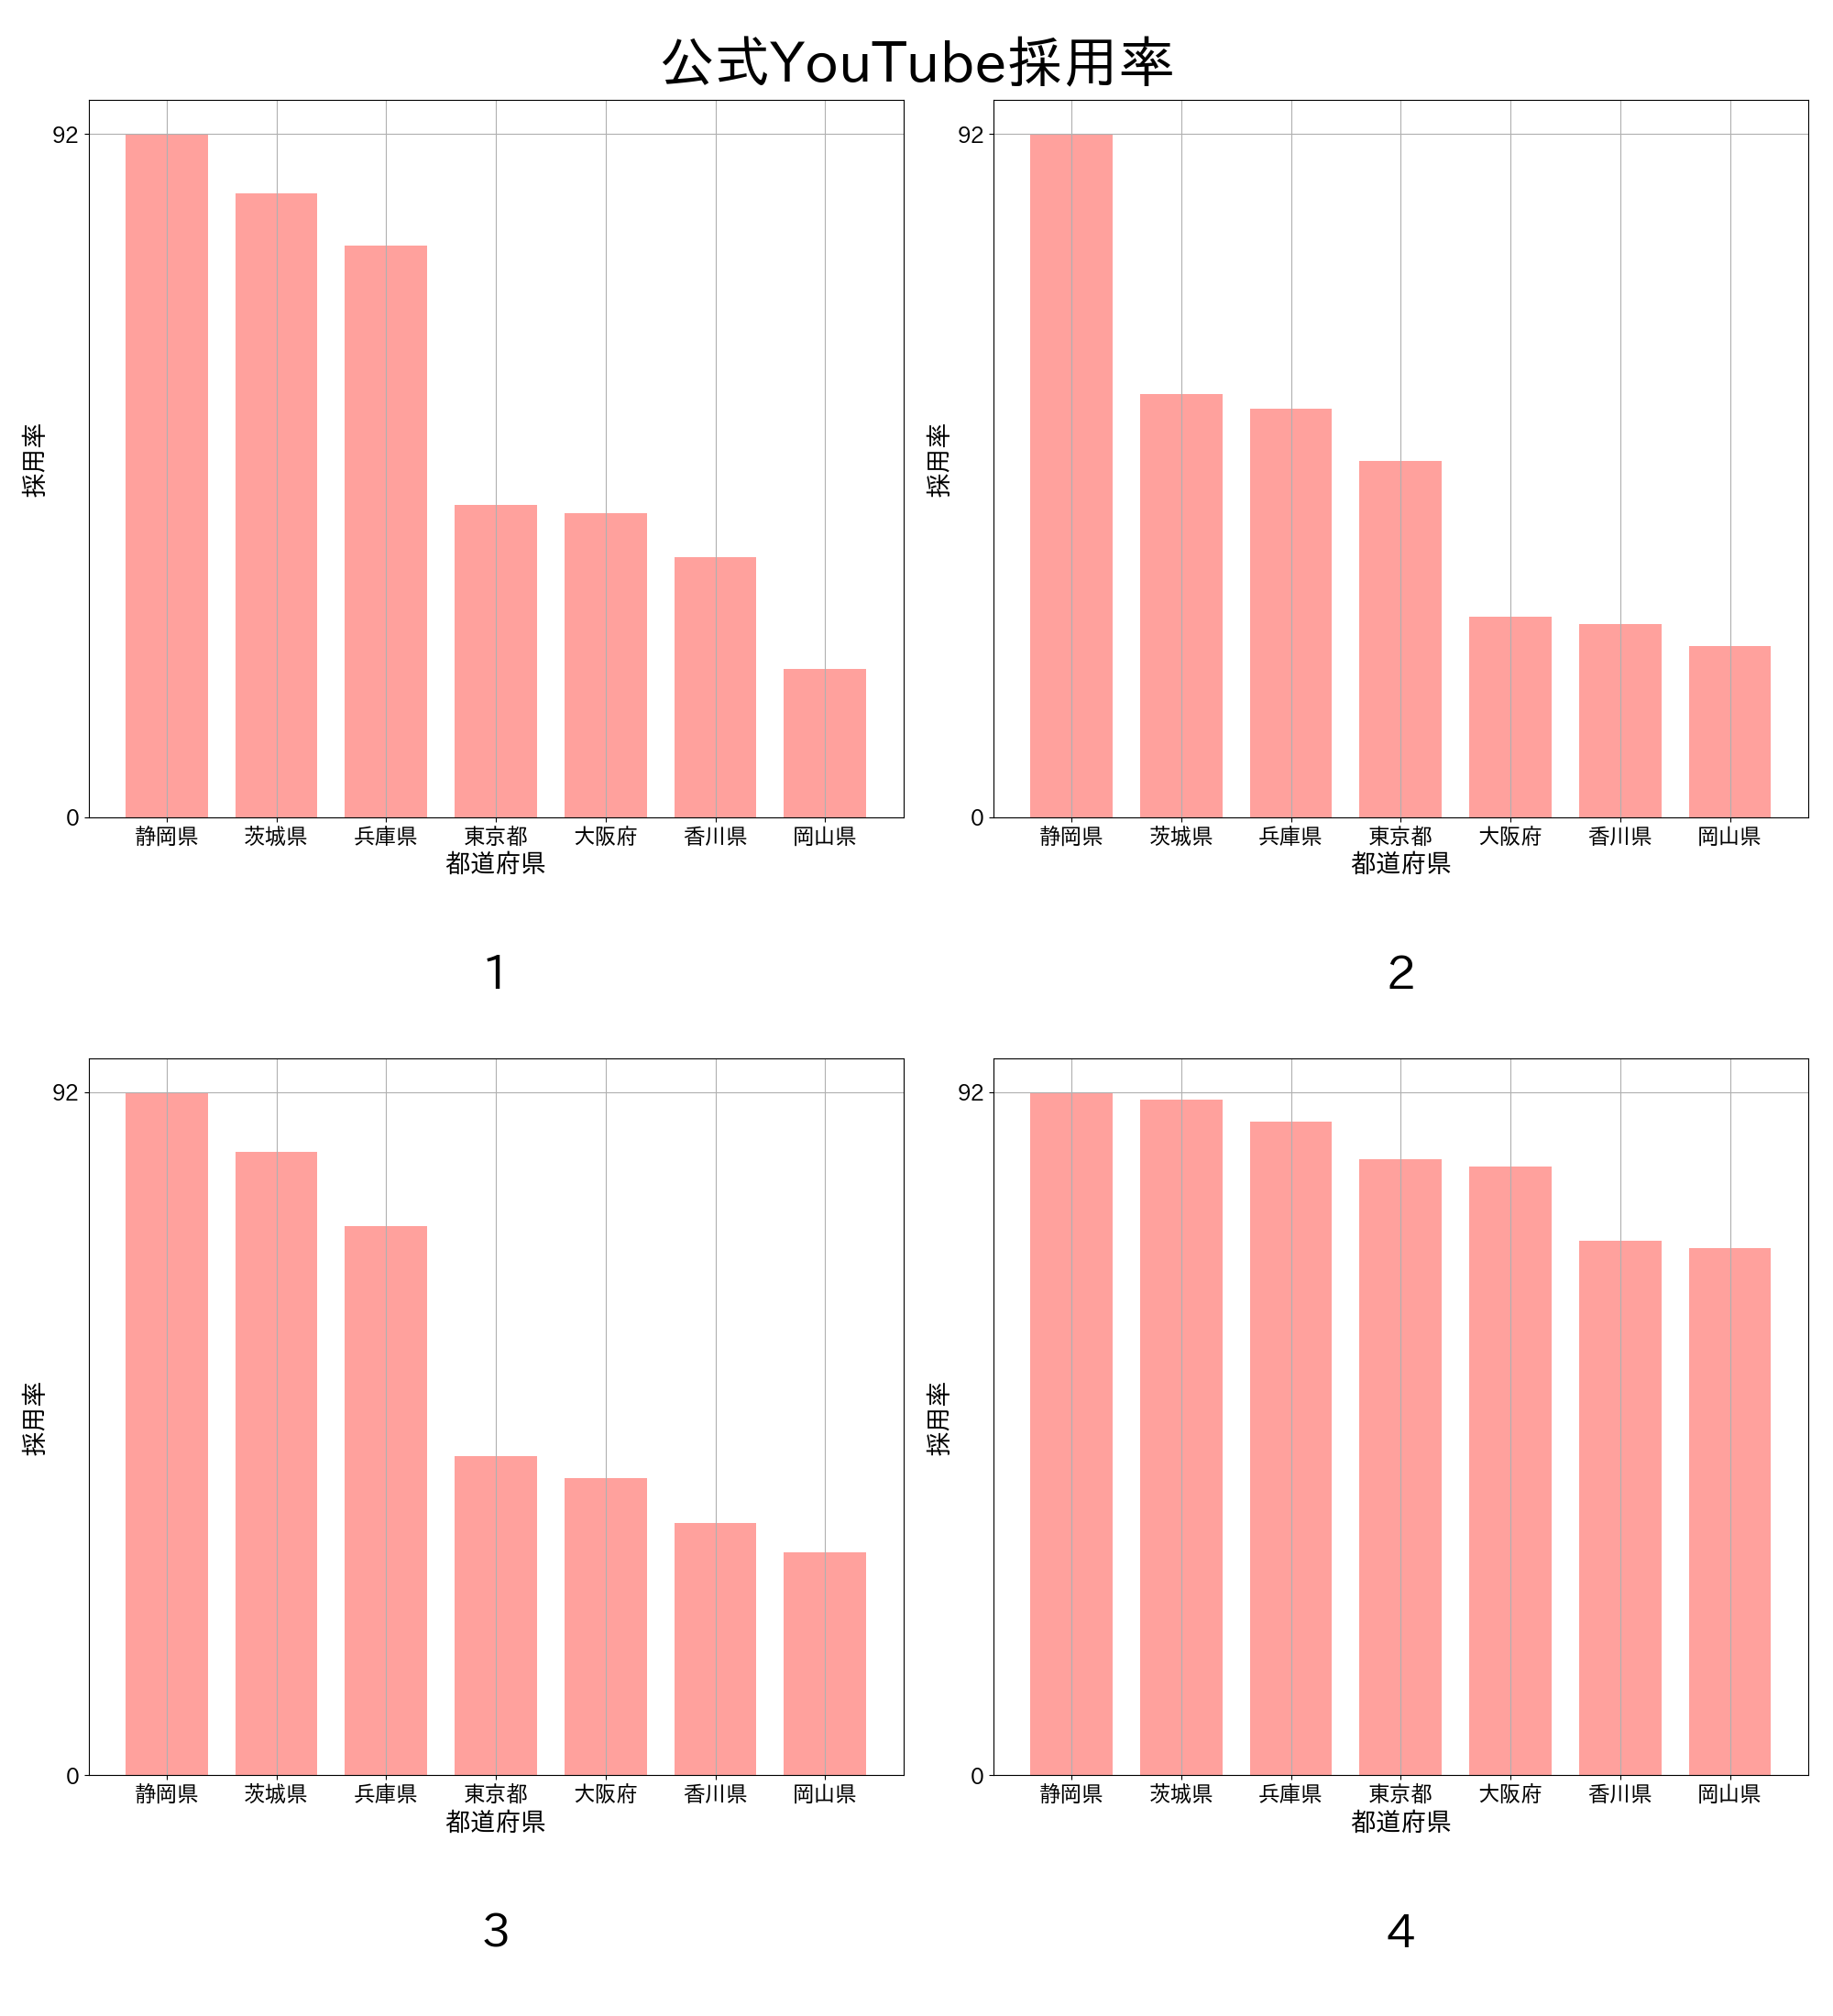 公式YouTube採用率
92
0
採用率
静岡県 茨城県 兵庫県 東京都 大阪府 香川県 岡山県
都道府県
1
92
0
採用率
静岡県 茨城県 兵庫県 東京都 大阪府 香川県 岡山県
都道府県
2
92
0
採用率
静岡県 茨城県 兵庫県 東京都 大阪府 香川県 岡山県
都道府県
3
92
0
採用率
静岡県 茨城県 兵庫県 東京都 大阪府 香川県 岡山県
都道府県
4